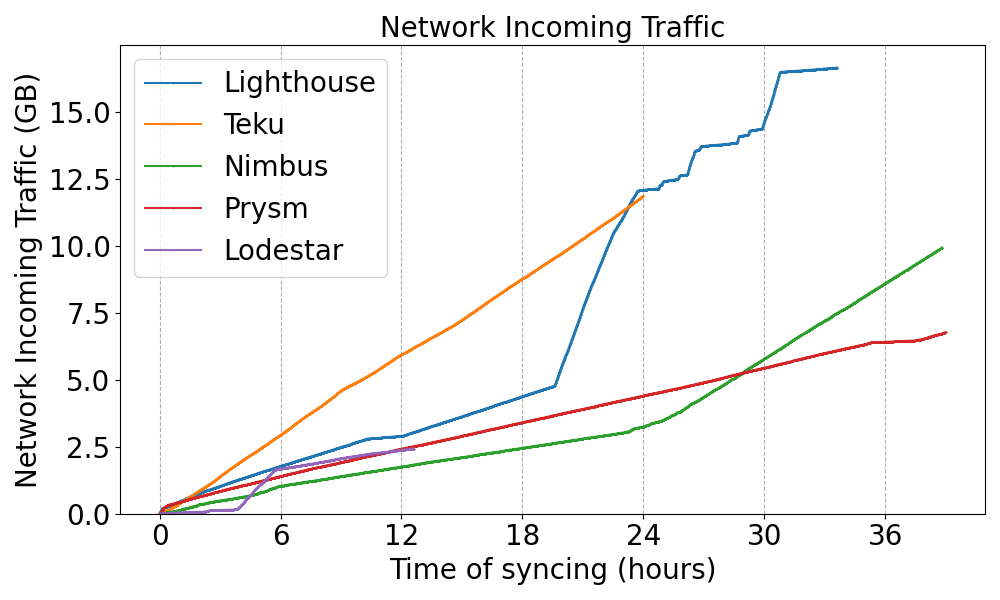 Network Incoming Traffic
Network Incoming Traffic (GB)
15.0
12.5
10.0
7.5
5.0
2.5
0.0
Lighthouse
Teku
Nimbus
Prysm
Lodestar
0 6 12 18 24 30 36
Time of syncing (hours)